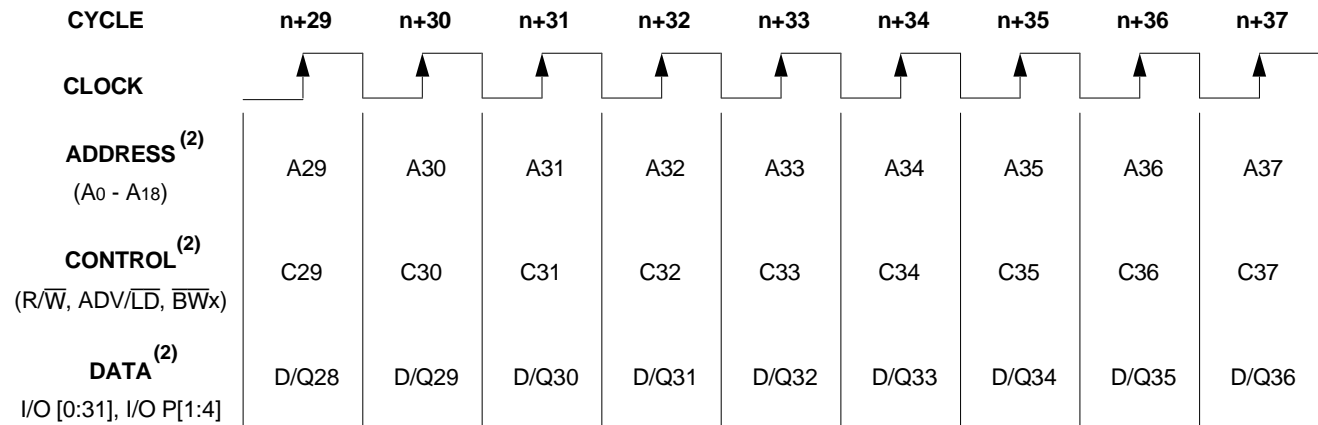 CYCLE n+29 n+30 n+31 n+32 n+33 n+34 n+35 n+36 n+37
CLOCK
ADDRESS(2) A29 A30 A31 A32 A33 A34 A35 A36 A37
(A0 - A18)
CONTROL(2) C29 C30 C31 C32 C33 C34 C35 C36 C37
(R/W̅, ADV/L̅D̅, B̅W̅x)
DATA(2) D/Q28 D/Q29 D/Q30 D/Q31 D/Q32 D/Q33 D/Q34 D/Q35 D/Q36
I/O [0:31], I/O P[1:4]